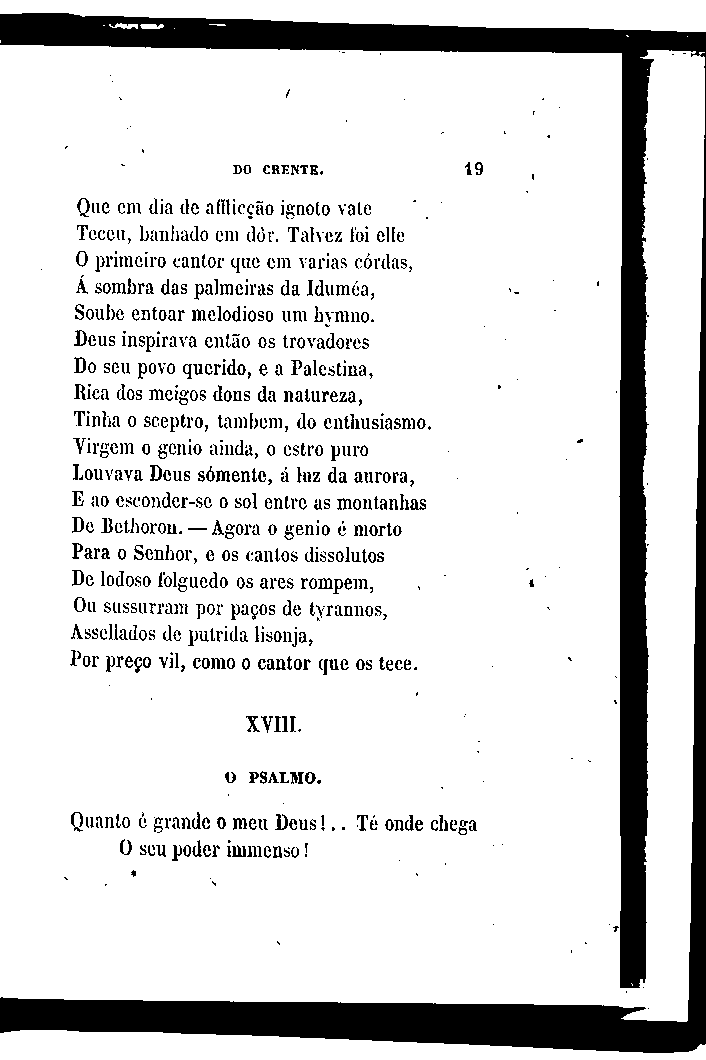 DO CRENTE. 19
Que em dia de afflicção ignoto vate
Teceu, banhado em dór. Talvez foi elle
O primeiro cantor que em varias córdas,
Á sombra das palmeiras da Iduméa,
Soube entoar melodioso um hymno.
Deus inspirava então os trovadores
Do seu povo querido, e a Palestina,
Rica dos meigos dons da natureza,
Tinha o sceptro, tambem, do enthusiasmo.
Virgem o genio ainda, o estro puro
Louvava Deus sómente, á luz da aurora,
E ao esconder-se o sol entre as montanhas
De Bethoron. — Agora o genio é morto
Para o Senhor, e os cantos dissolutos
De lodoso folguedo os ares rompem,
Ou sussurram por paços de tyrannos,
Assellados de putrida lisonja,
Por preço vil, como o cantor que os tece.
XVIII.
O PSALMO.
Quanto é grande o meu Deus!.. Té onde chega
O seu poder immenso!